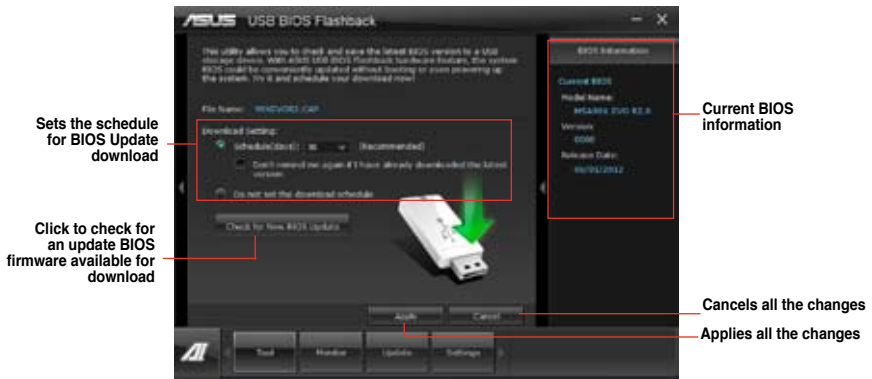 ASUS USB BIOS Flashback
This utility allows you to check and save the latest BIOS version to a USB
storage device. With ASUS USB BIOS Flashback hardware feature, the system
BIOS could be conveniently updated without booting or even powering up
the system. Try it and schedule your download now!
File Name:
Download Setting:
Schedule(days): (Recommended)
Don't remind me again if I have already downloaded the latest
version
Do not set the download schedule
Check for New BIOS Update
Apply Cancel
AI Tool Monitor Update Settings
BIOS Information
Current BIOS
Model Name:
EVO R2.0
Version:
Release Date:
/01/2012
Sets the schedule
for BIOS Update
download
Click to check for
an update BIOS
firmware available for
download
Current BIOS
information
Cancels all the changes
Applies all the changes